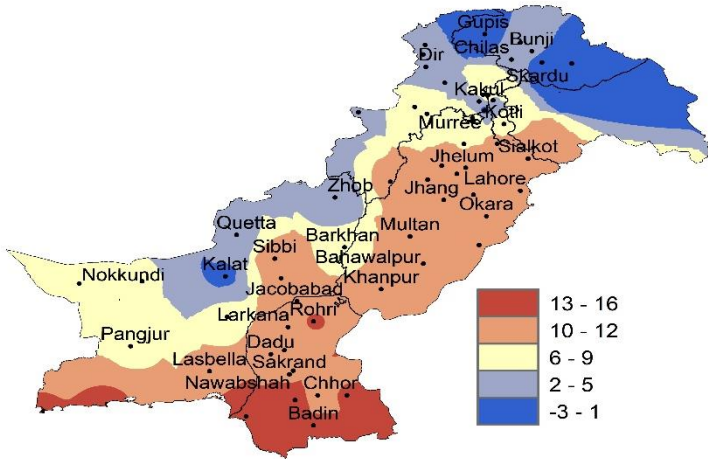 Gupis
Chilas
Bunji
Dir
Skardu
Kakul
Kotli
Murree
Sialkot
Jhelum
Lahore
Jhang
Zhob
Okara
Quetta
Multan
Barkhan
Sibbi
Bahawalpur
Kalat
Nokkundi
Khanpur
Jacobabad
Larkana
Rohri
Pangjur
Dadu
Lasbella
Sakrand
Nawabshah
Chhor
Badin
13 - 16
10 - 12
6 - 9
2 - 5
-3 - 1